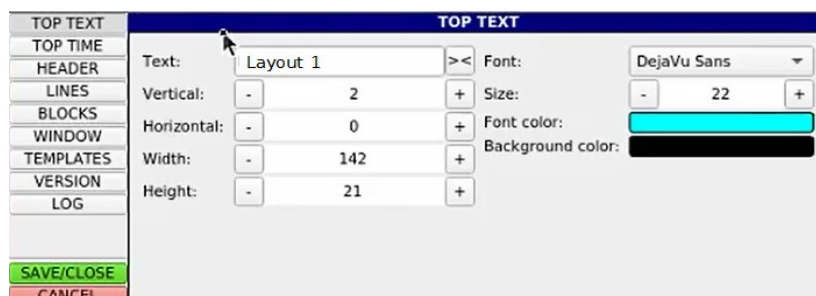 TOP TEXT
TOP TIME
HEADER
LINES
BLOCKS
WINDOW
TEMPLATES
VERSION
LOG
SAVE/CLOSE
CANCEL
TOP TEXT
Text: Layout 1 ><
Vertical: - 2 +
Horizontal: - 0 +
Width: - 142 +
Height: - 21 +
Font: DejaVu Sans
Size: - 22 +
Font color:
Background color: